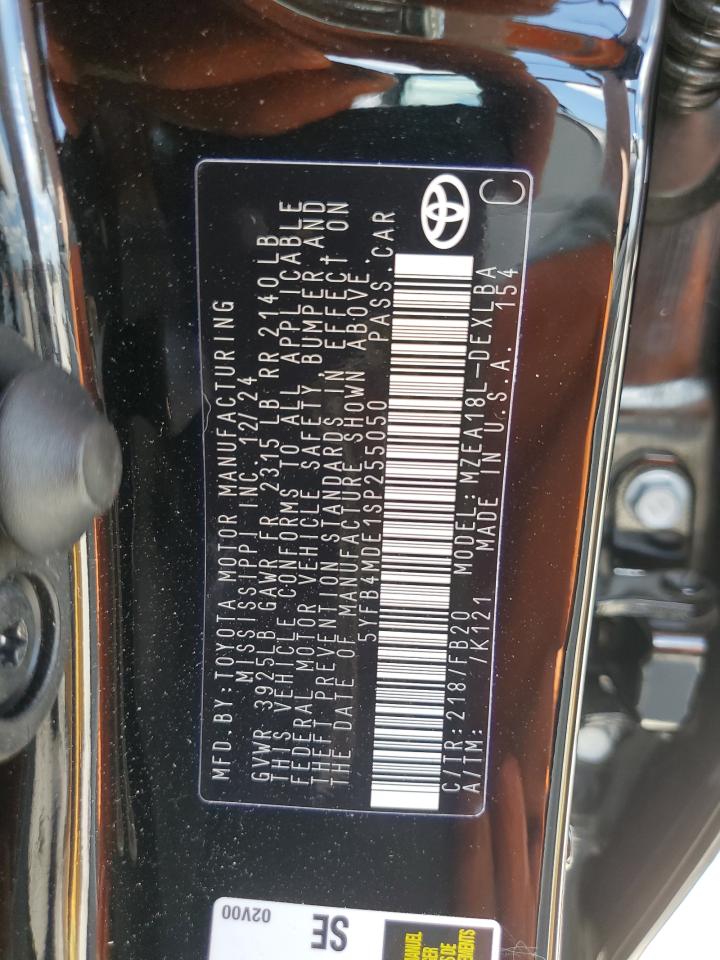 MFD.BY:TOYOTA MOTOR MANUFACTURING
MISSISSIPPI INC. 12/24
GVWR 3925LB GAWR FR 2315 LB RR 2140 LB
THIS VEHICLE CONFORMS TO ALL APPLICABLE
FEDERAL MOTOR VEHICLE SAFETY, BUMPER, AND
THEFT PREVENTION STANDARDS IN EFFECT ON
THE DATE OF MANUFACTURE SHOWN ABOVE.
5YFB4MDE1SP255050 PASS.CAR
C/TR:218/FB20 MODEL:MZEA18L-DEXLBA
A/TM: /K121 MADE IN U.S.A. 154
C
02V00
SE